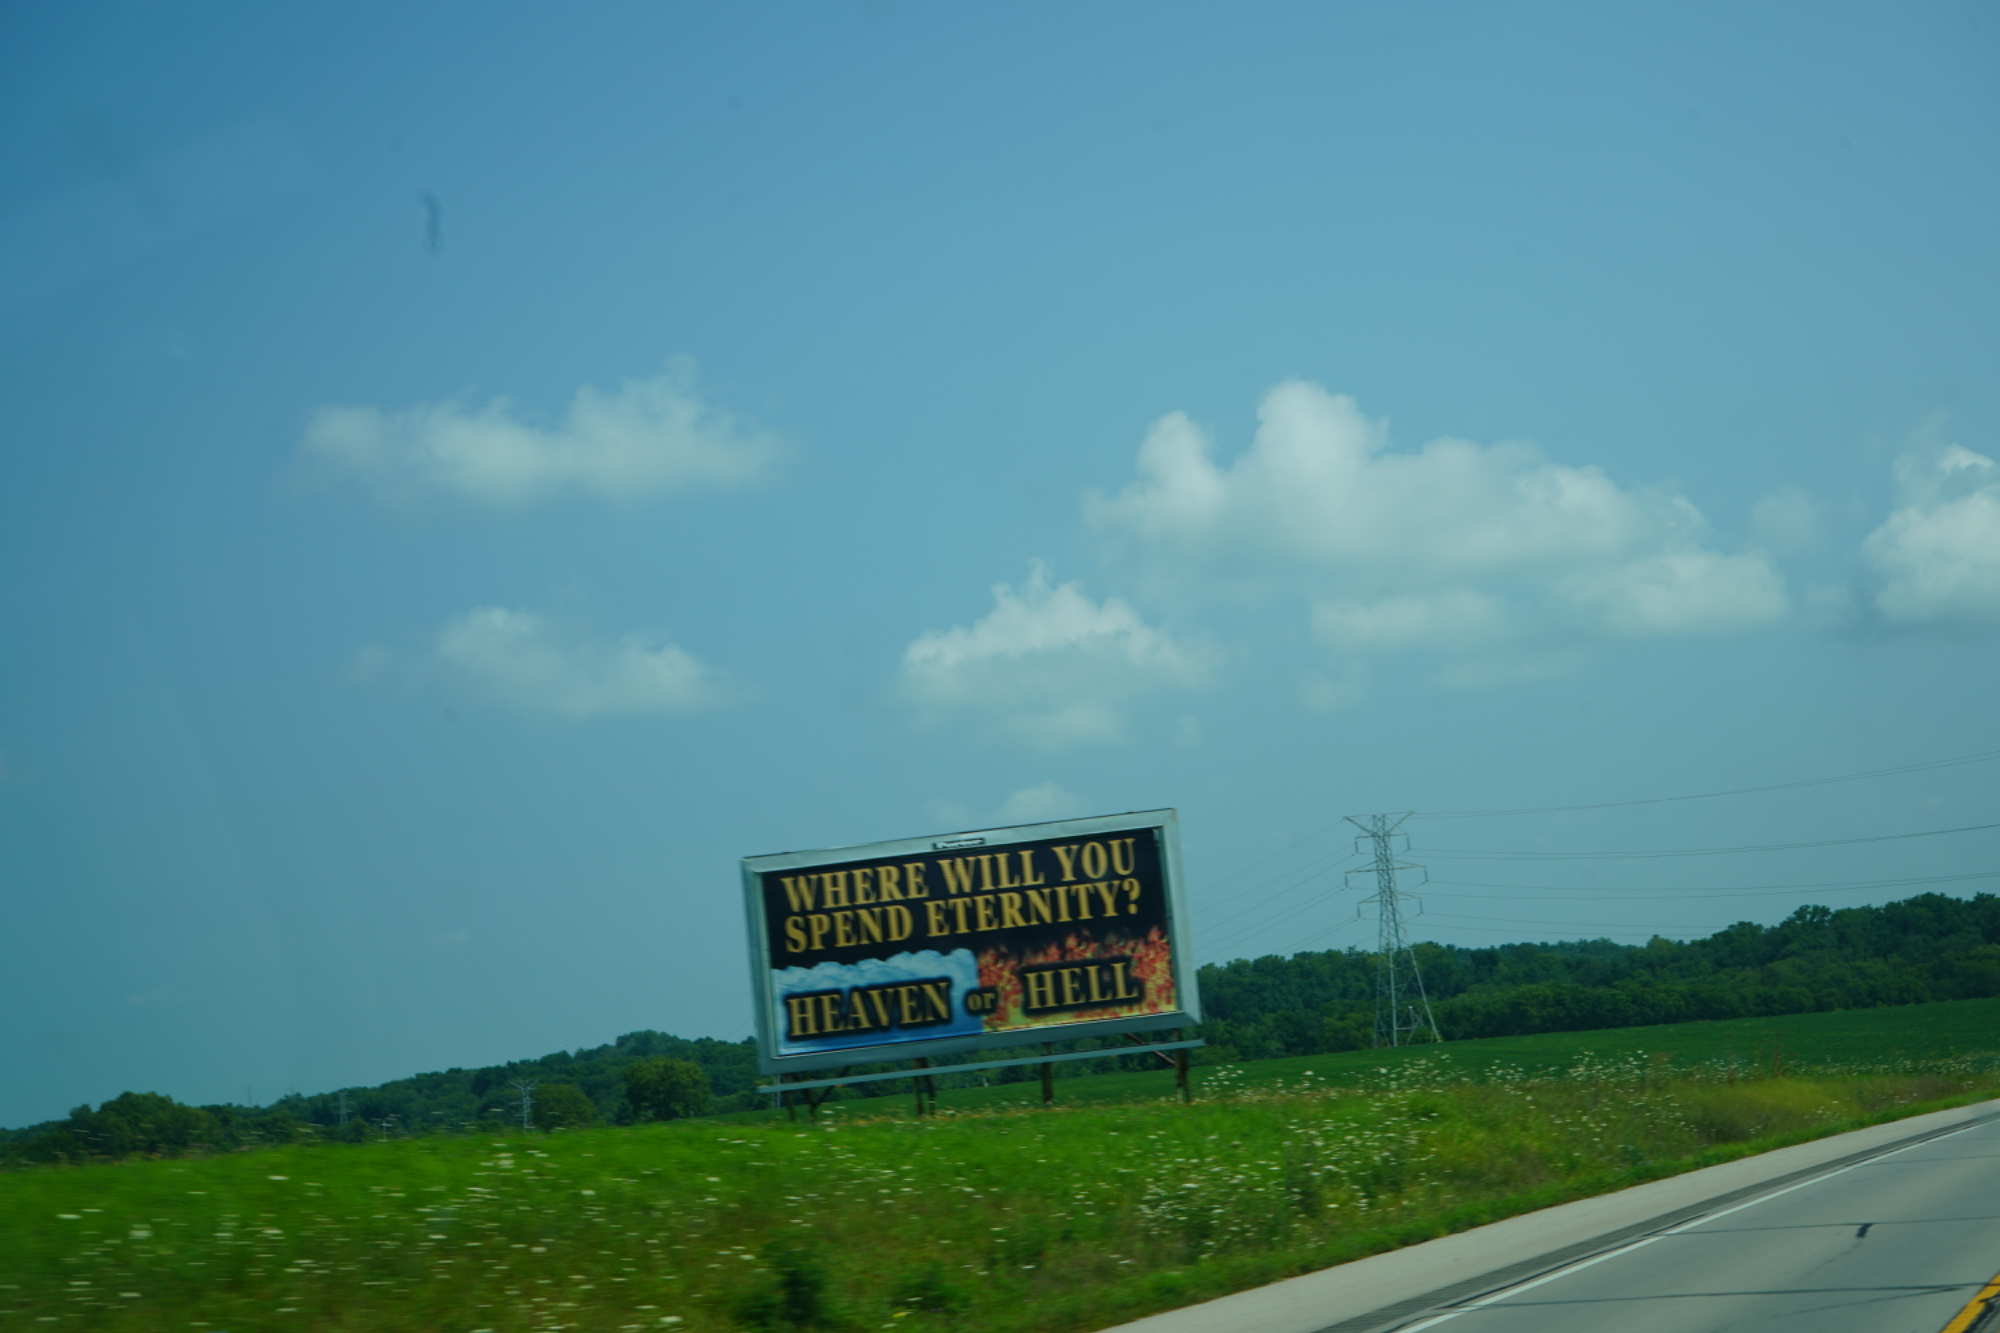 WHERE WILL YOU
SPEND ETERNITY?
HEAVEN or HELL